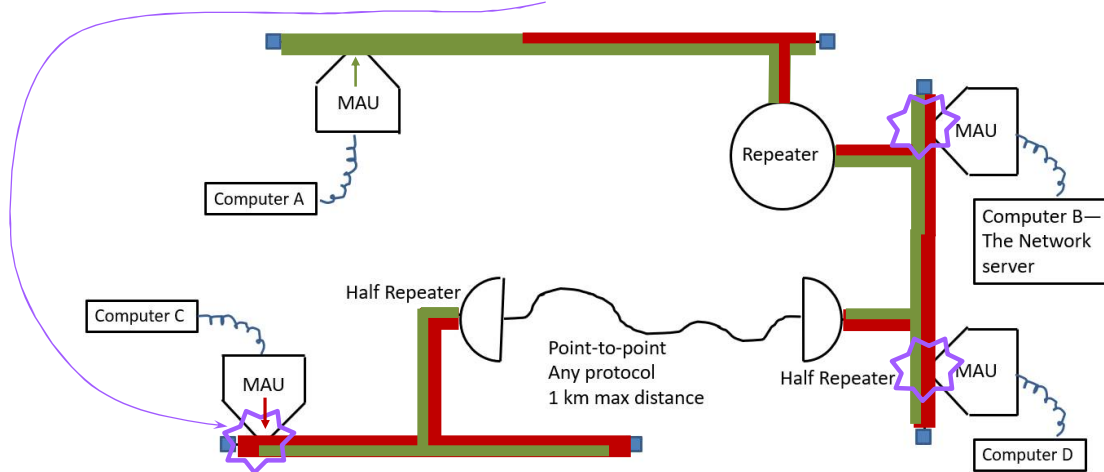 MAU
MAU
Repeater
Computer A
Computer B—
The Network
server
Half Repeater
Computer C
Point-to-point
Any protocol
1 km max distance
Half Repeater
MAU
MAU
Computer D